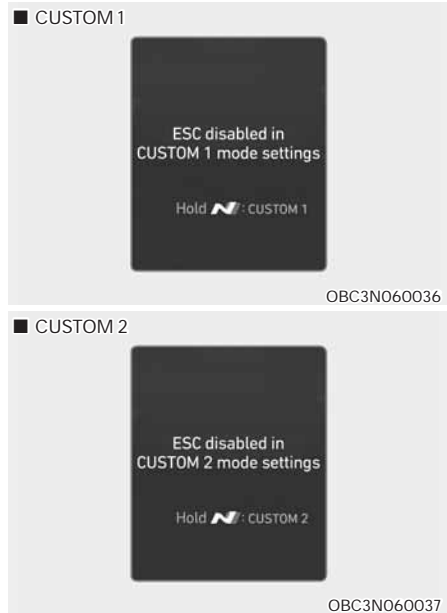 ■ CUSTOM 1
ESC disabled in
CUSTOM 1 mode settings
Hold N : CUSTOM 1
OBC3N060036
■ CUSTOM 2
ESC disabled in
CUSTOM 2 mode settings
Hold N : CUSTOM 2
OBC3N060037